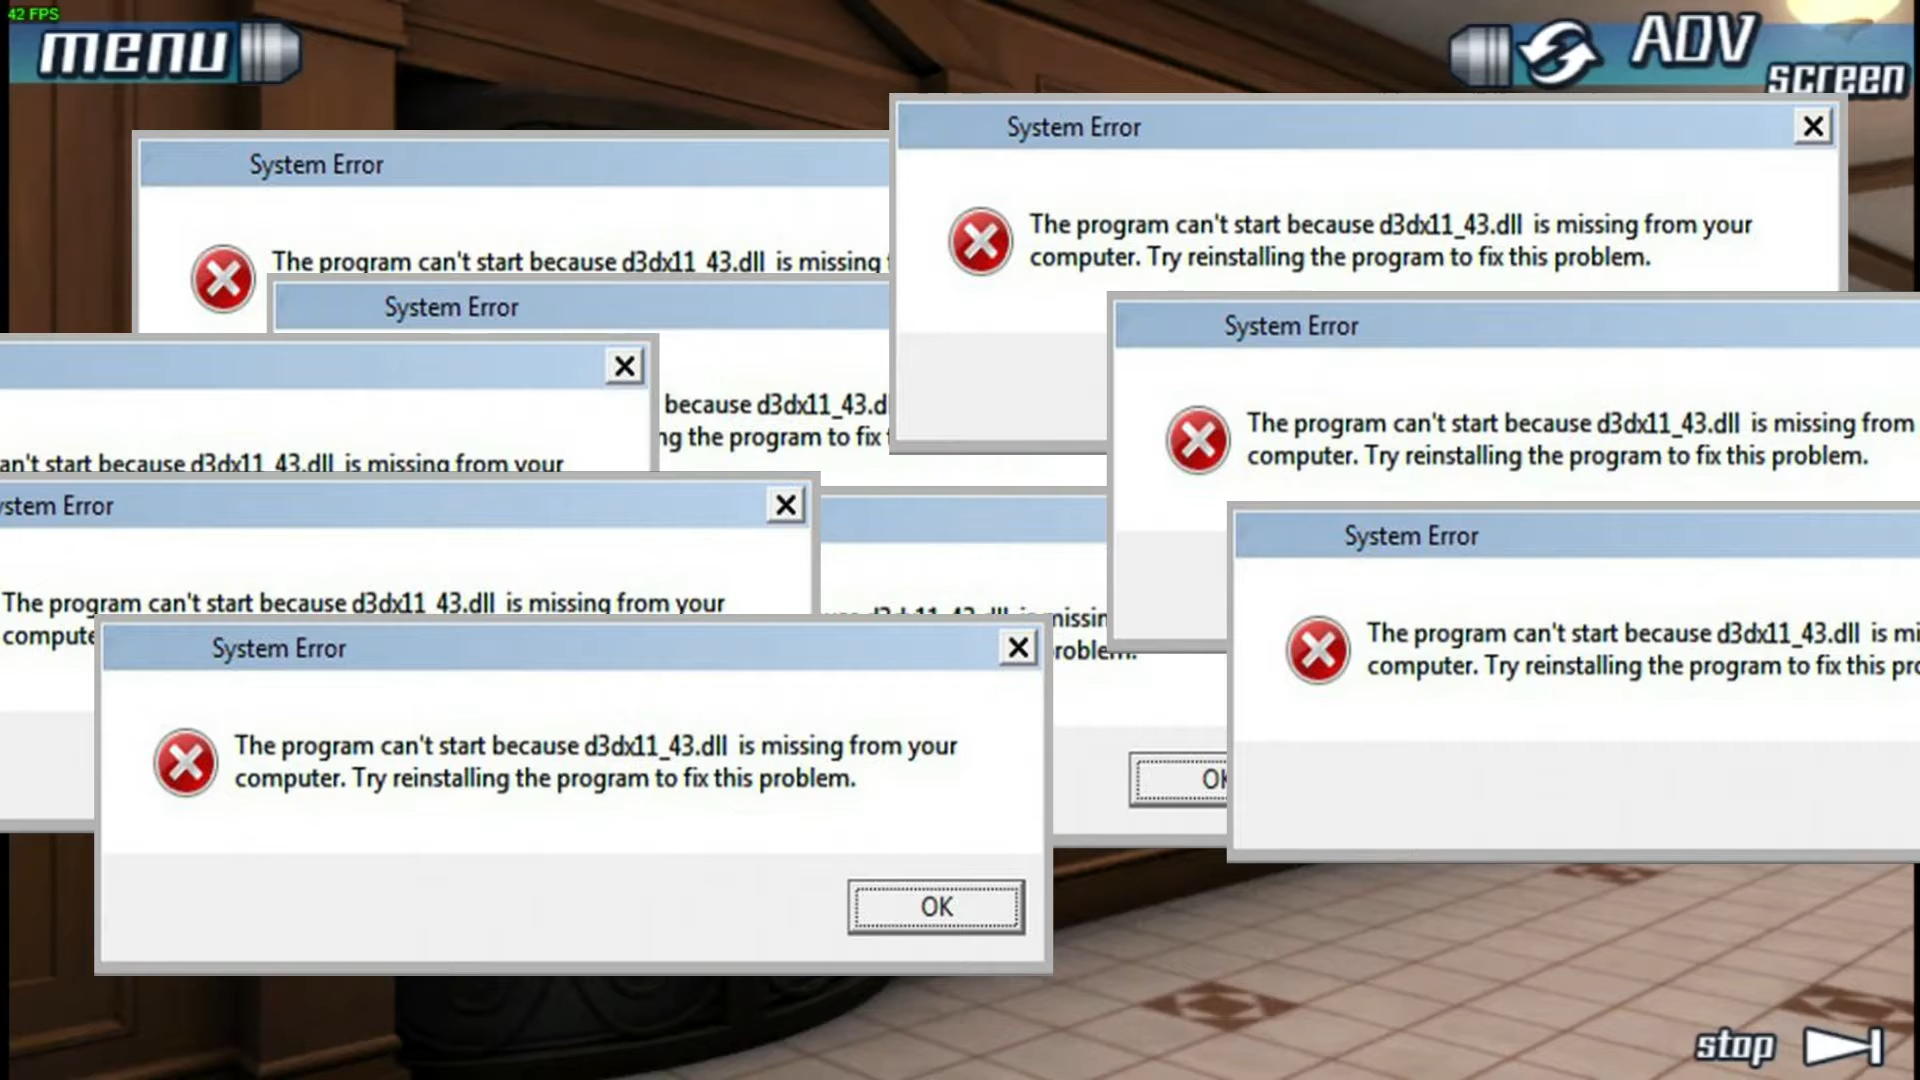 42 FPS
menu
ADV
screen
System Error
The program can't start because d3dx11_43.dll is missing from your
computer. Try reinstalling the program to fix this problem.
System Error
The program can't start because d3dx11_43.dll is missing
System Error
because d3dx11_43.d
the program to fix
System Error
The program can't start because d3dx11_43.dll is missing from
computer. Try reinstalling the program to fix this problem.
start because d3dx11_43.dll is missing from your
Error
The program can't start because d3dx11_43.dll is missing from your
System Error
The program can't start because d3dx11_43.dll is
computer. Try reinstalling the program to fix this
OK
System Error
The program can't start because d3dx11_43.dll is missing from your
computer. Try reinstalling the program to fix this problem.
OK
stop